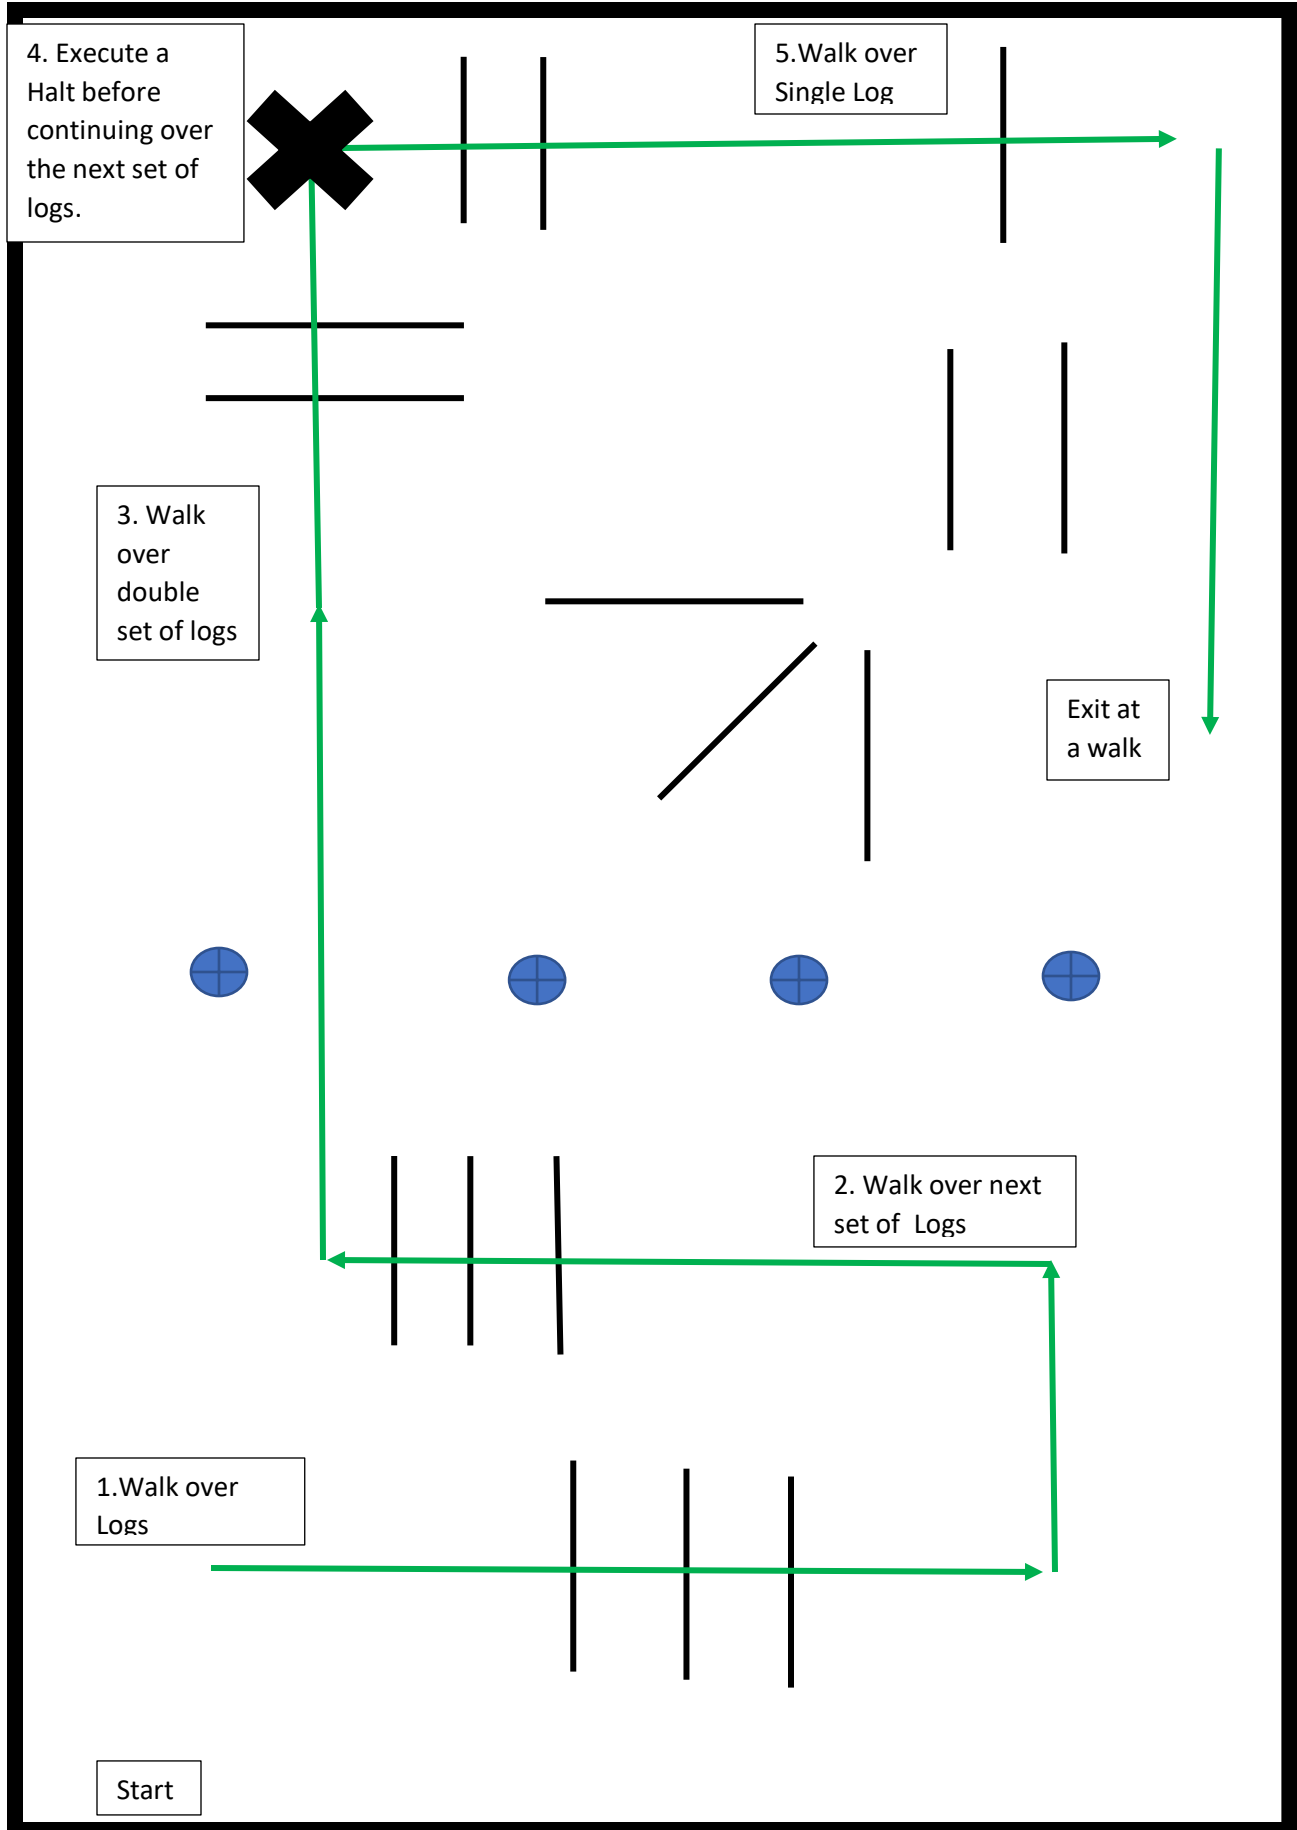 4. Execute a
Halt before
continuing over
the next set of
logs.
5.Walk over
Single Log
3. Walk
over
double
set of logs
Exit at
a walk
2. Walk over next
set of  Logs
1.Walk over
Logs
Start